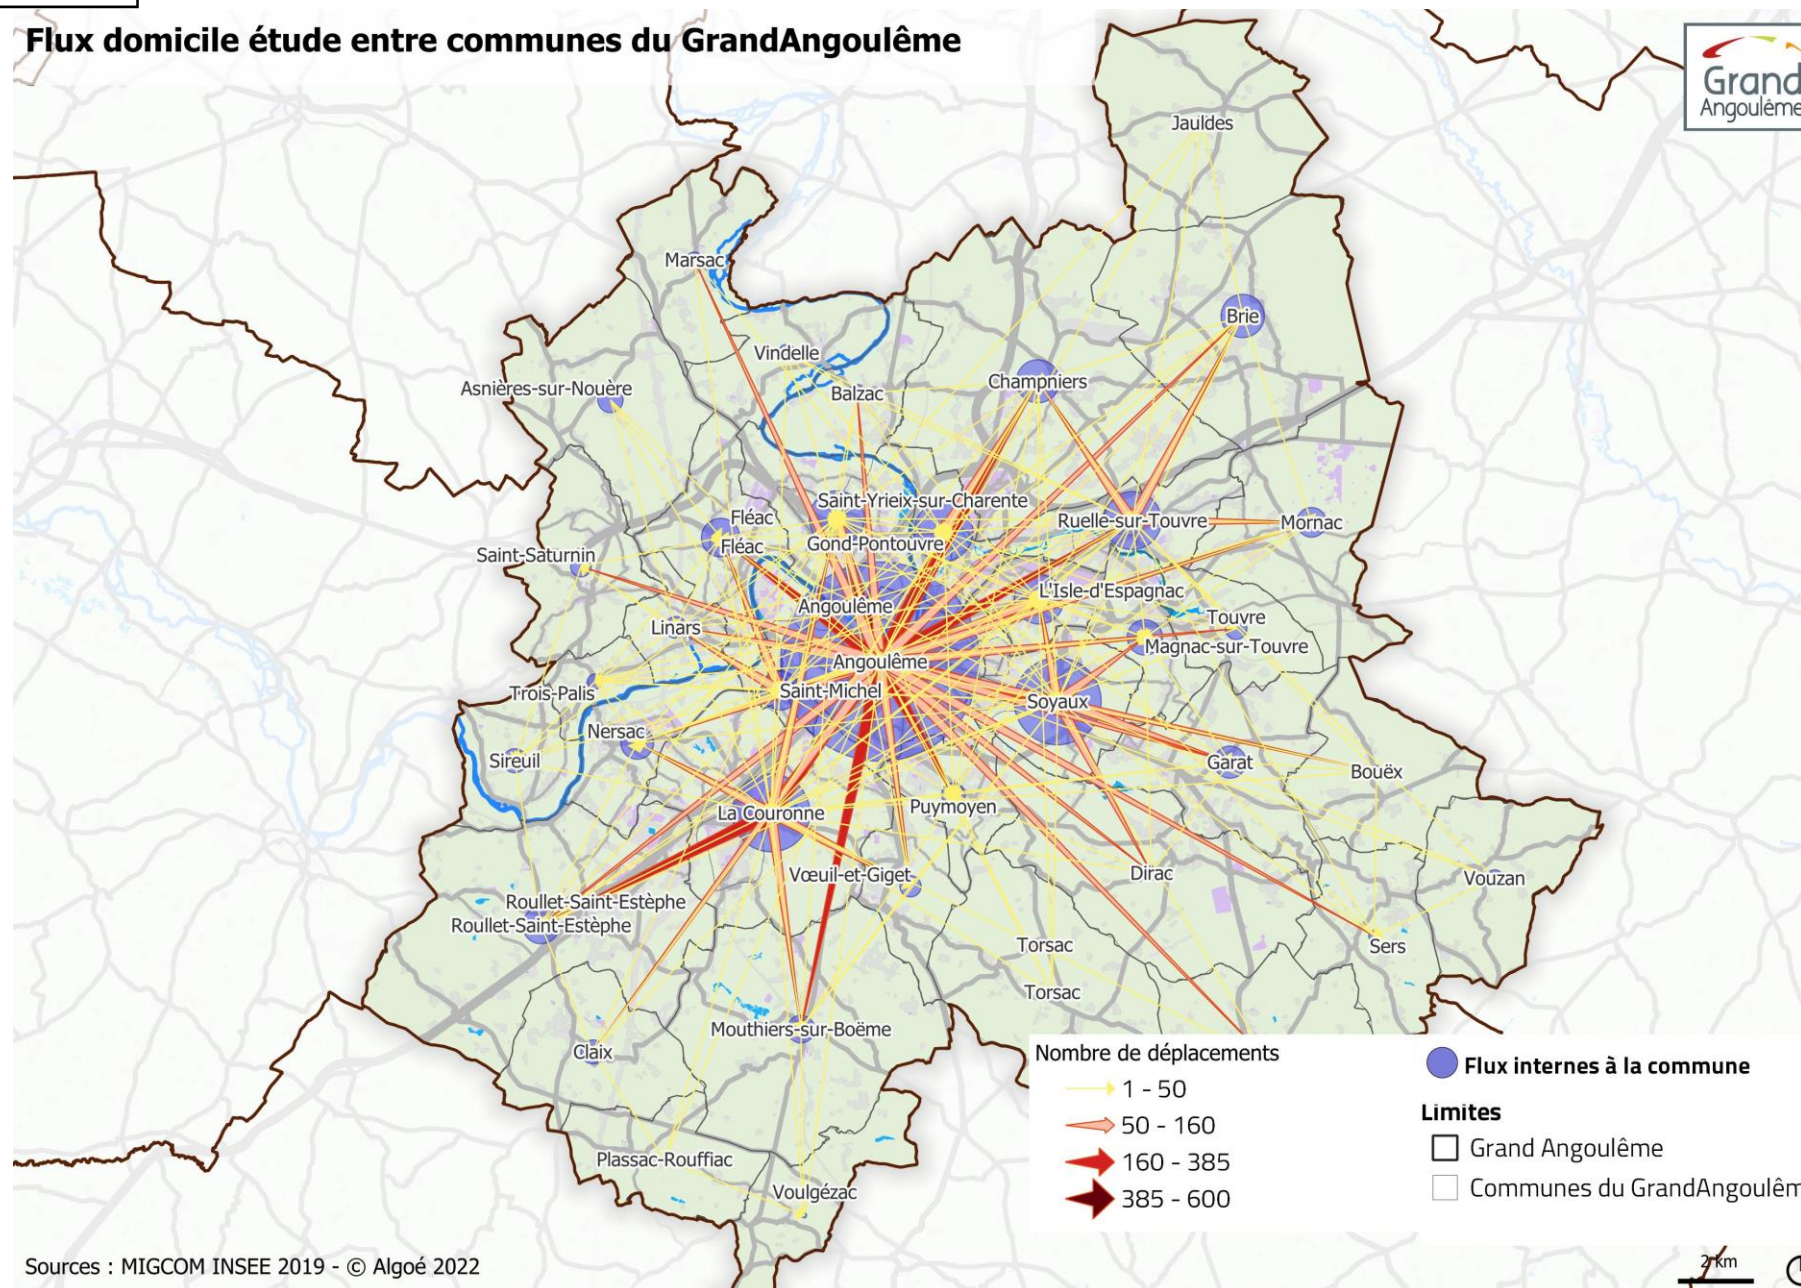 Flux domicile étude entre communes du GrandAngoulême
Grand
Angoulême
Jauldes
Marsac
Brie
Vindelle
Champniers
Asnières-sur-Nouère
Balzac
Saint-Yrieix-sur-Charente
Fléac
Ruelle-sur-Touvre
Mornac
Gond-Pontouvre
Fléac
Saint-Saturnin
L'Isle-d'Espagnac
Angoulême
Touvre
Linars
Magnac-sur-Touvre
Angoulême
Trois-Palis
Saint-Michel
Soyaux
Nersac
Sireuil
Garat
Bouëx
La Couronne
Puymoyen
Vœuil-et-Giget
Dirac
Vouzan
Roullet-Saint-Estèphe
Roullet-Saint-Estèphe
Torsac
Sers
Torsac
Mouthiers-sur-Boëme
Claix
Plassac-Rouffiac
Voulgézac
Nombre de déplacements
1 - 50
50 - 160
160 - 385
385 - 600
Flux internes à la commune
Limites
Grand Angoulême
Communes du GrandAngoulêm
Sources : MIGCOM INSEE 2019 - © Algoé 2022
2 km